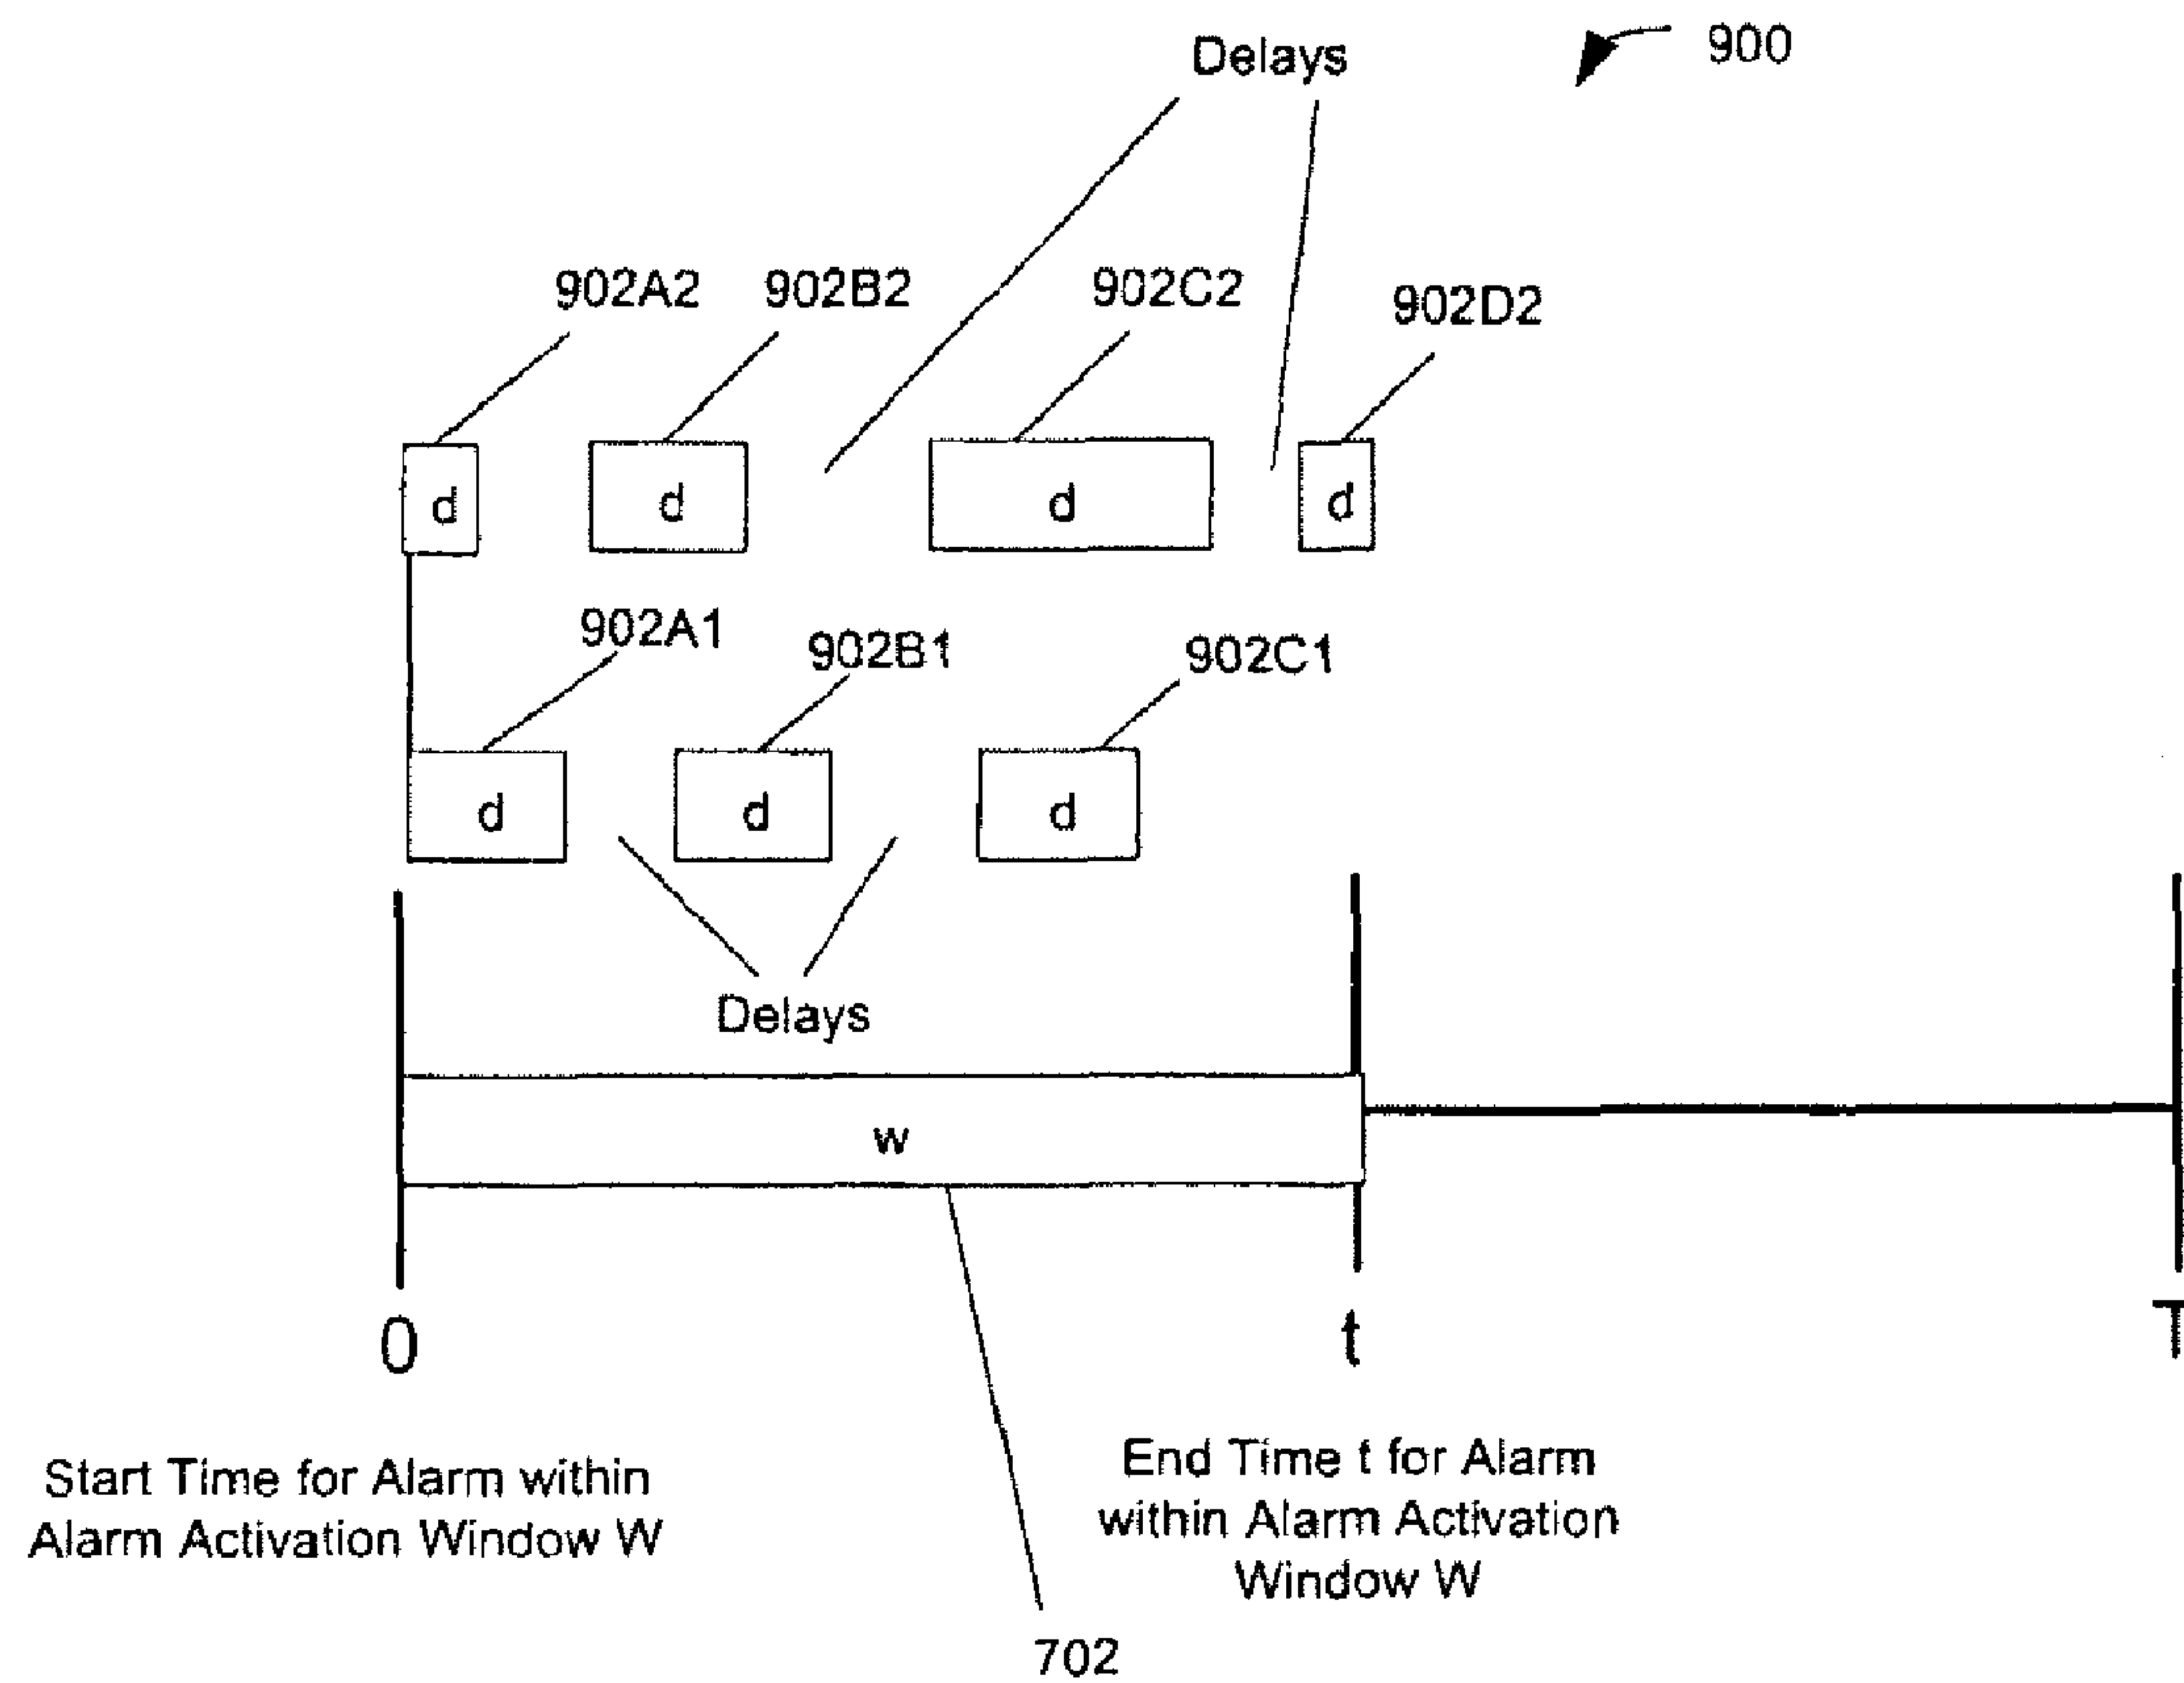 Delays
900
902A2
902B2
902C2
902D2
d
d
d
d
902A1
902B1
902C1
d
d
d
Delays
w
0
t
T
Start Time for Alarm within
Alarm Activation Window W
End Time t for Alarm
within Alarm Activation
Window W
702